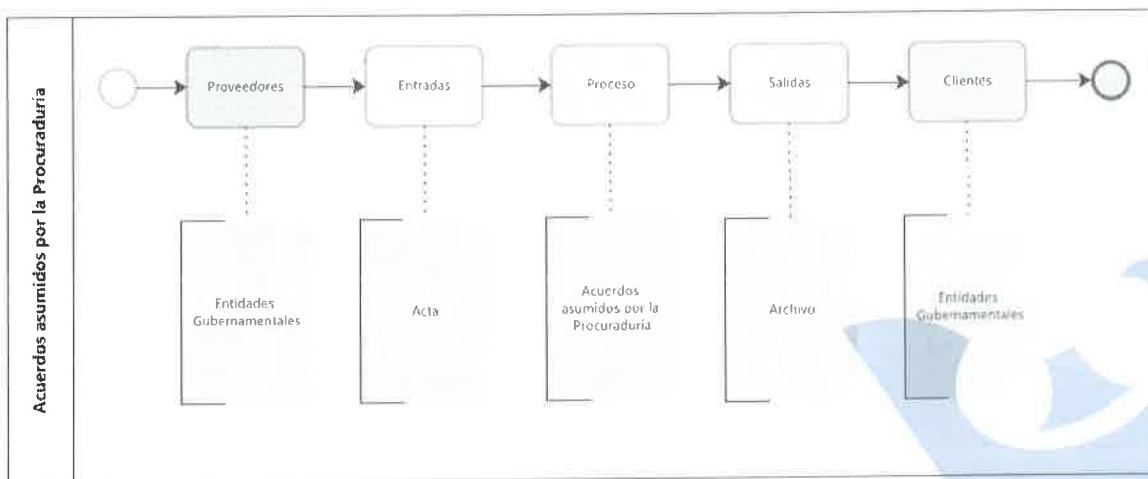 Acuerdos asumidos por la Procuraduría
Proveedores
Entradas
Proceso
Salidas
Clientes
Entidades
Gubernamentales
Acta
Acuerdos
asumidos por la
Procuraduria
Archivo
Entidades
Gubernamentales